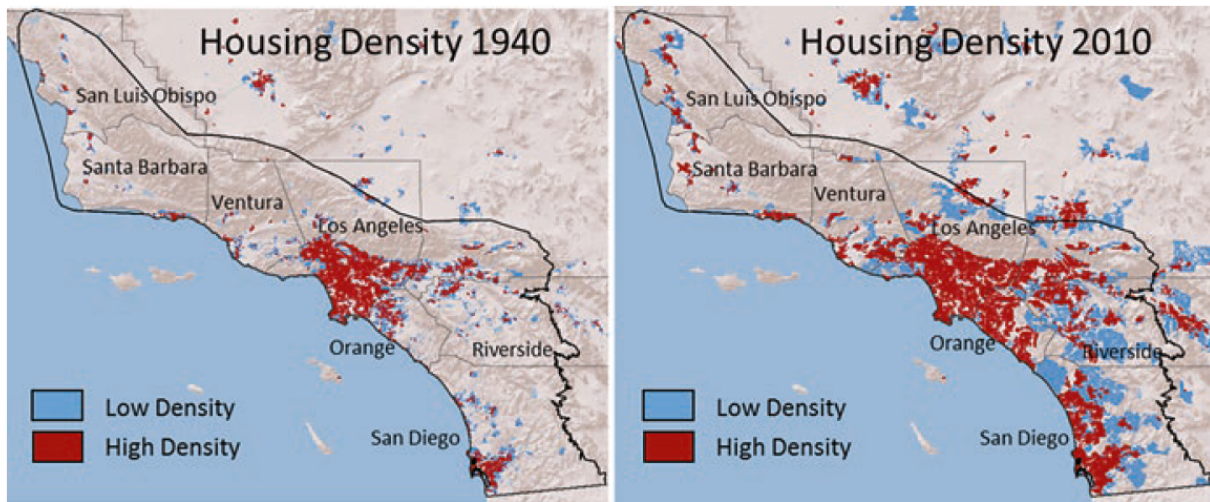 Housing Density 1940
San Luis Obispo
Santa Barbara
Ventura
Los Angeles
Orange
Riverside
San Diego
Low Density
High Density
Housing Density 2010
San Luis Obispo
Santa Barbara
Ventura
Los Angeles
Orange
Riverside
San Diego
Low Density
High Density